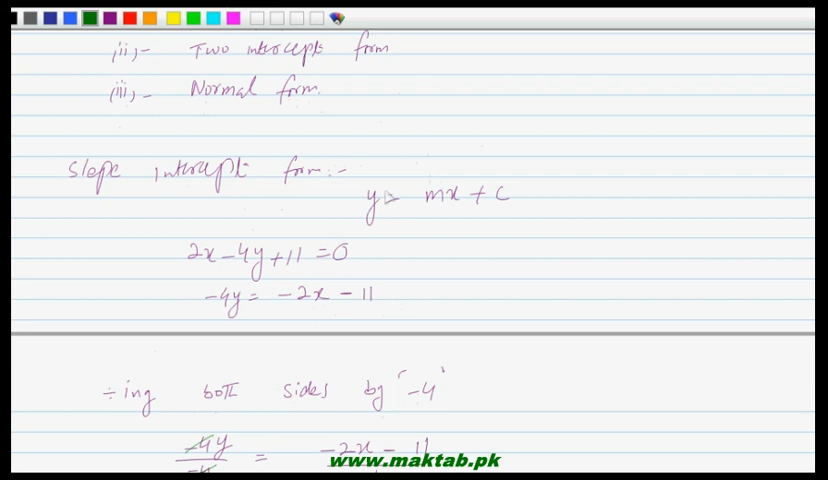 (ii)- Two intercepts form
(iii)- Normal form.
Slope intercept form:-
y = mx + c
2x - 4y + 11 = 0
-4y = -2x - 11
÷ing both sides by "-4"
-4y/-4 = -2x - 11
www.maktab.pk